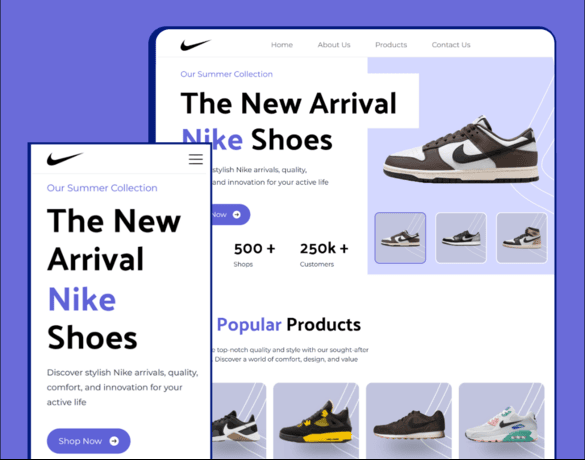 Home About Us Products Contact Us
Our Summer Collection
The New Arrival
Nike Shoes
stylish Nike arrivals, quality,
and innovation for your active life
Now
500 + 250k +
Shops Customers
Popular Products
top-notch quality and style with our sought-after
Discover a world of comfort, design, and value
Our Summer Collection
The New
Arrival
Nike
Shoes
Discover stylish Nike arrivals, quality,
comfort, and innovation for your
active life
Shop Now